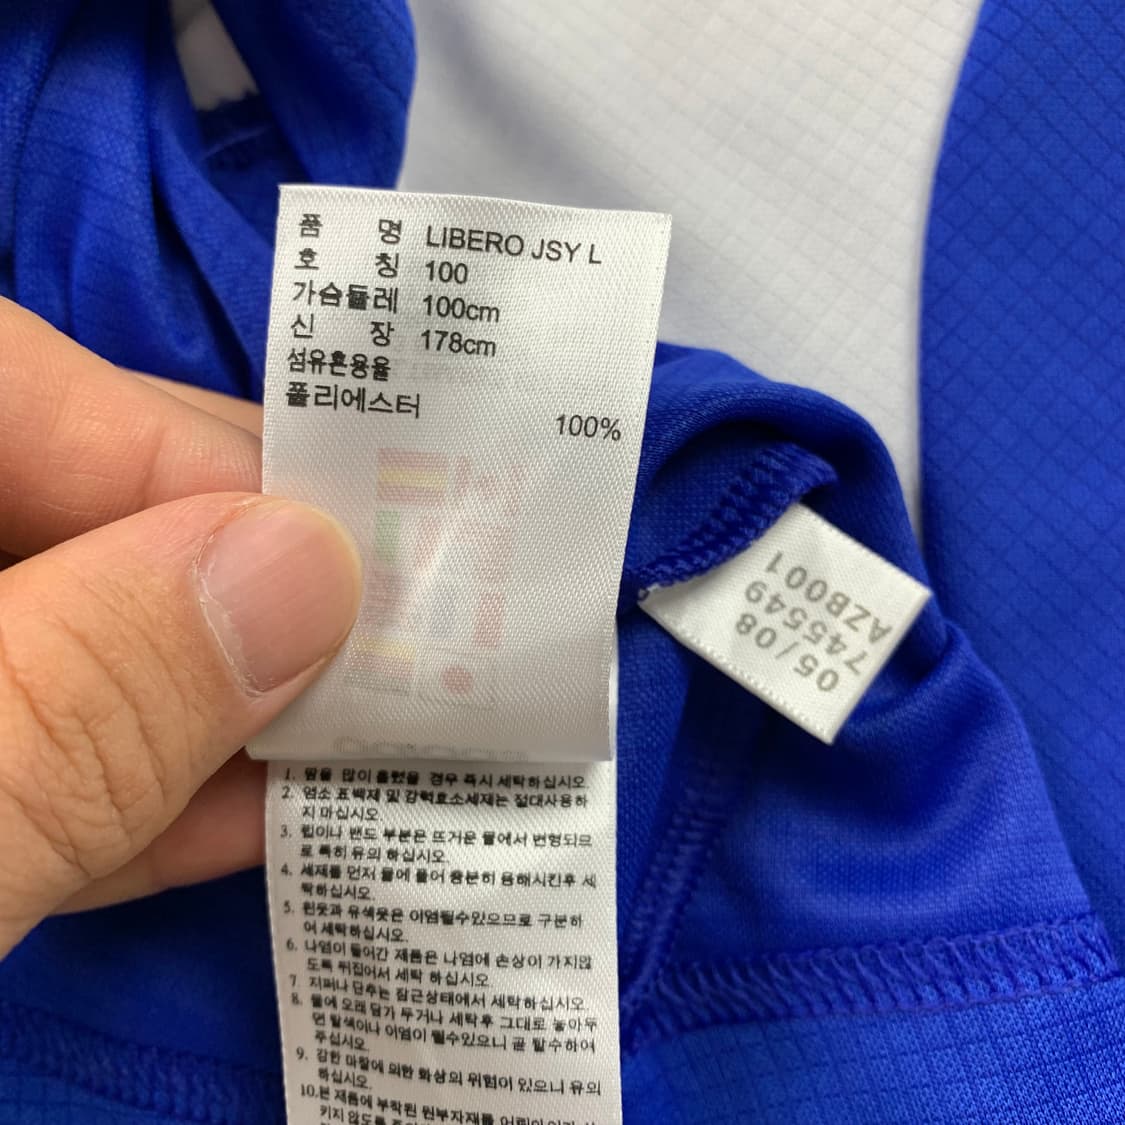 품 명 LIBERO JSY L
호 칭 100
가슴둘레 100cm
신 장 178cm
섬유혼용율
폴리에스터
100%
05/08
745549
AZB001
1. 땀을 많이 흘렸을 경우 즉시 세탁하십시오.
2. 염소 표백제 및 강력효소세제는 절대사용하
지 마십시오.
3. 립이나 밴드 부분은 뜨거운 물에서 변형되므
로 특히 유의 하십시오.
4. 세제를 먼저 물에 풀어 충분히 용해시킨후 세
탁하십시오.
5. 흰옷과 유색옷은 이염될수있으므로 구분하
여 세탁하십시오.
6. 나염이 들어간 제품은 나염에 손상이 가지않
도록 뒤집어서 세탁 하십시오.
7. 지퍼나 단추는 잠근상태에서 세탁하십시오.
8. 물에 오래 담가 두거나 세탁후 그대로 놓아두
면 탈색이나 이염이 될수있으니 곧 탈수하여
주십시오.
9. 강한 마찰에 의한 화상의 위험이 있으니 유의
하십시오.
10.본 제품에 부착된 원부자재를 어린이가
키지 않도록